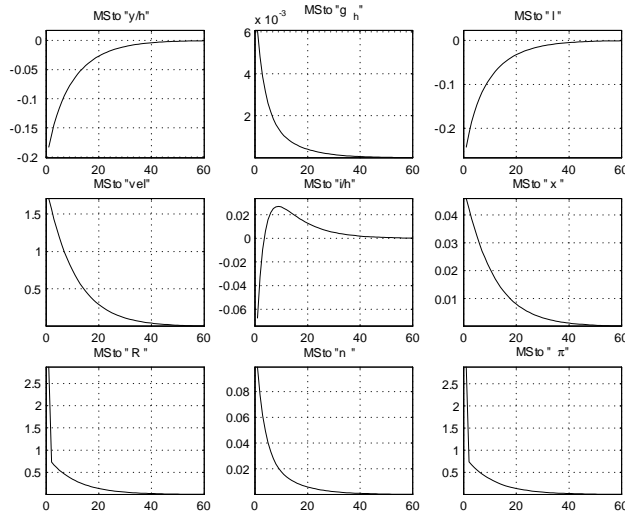 MSto "y/h"
0
-0.05
-0.1
-0.15
-0.2
0 20 40 60
MSto "g h"
x 10-3
6
4
2
0 20 40 60
MSto "l"
0
-0.1
-0.2
0 20 40 60
MSto "vel"
1.5
1
0.5
0 20 40 60
MSto "i/h"
0.02
0
-0.02
-0.04
-0.06
0 20 40 60
MSto "x"
0.04
0.03
0.02
0.01
0 20 40 60
MSto "R"
2.5
2
1.5
1
0.5
0 20 40 60
MSto "n"
0.08
0.06
0.04
0.02
0 20 40 60
MSto "π"
2.5
2
1.5
1
0.5
0 20 40 60